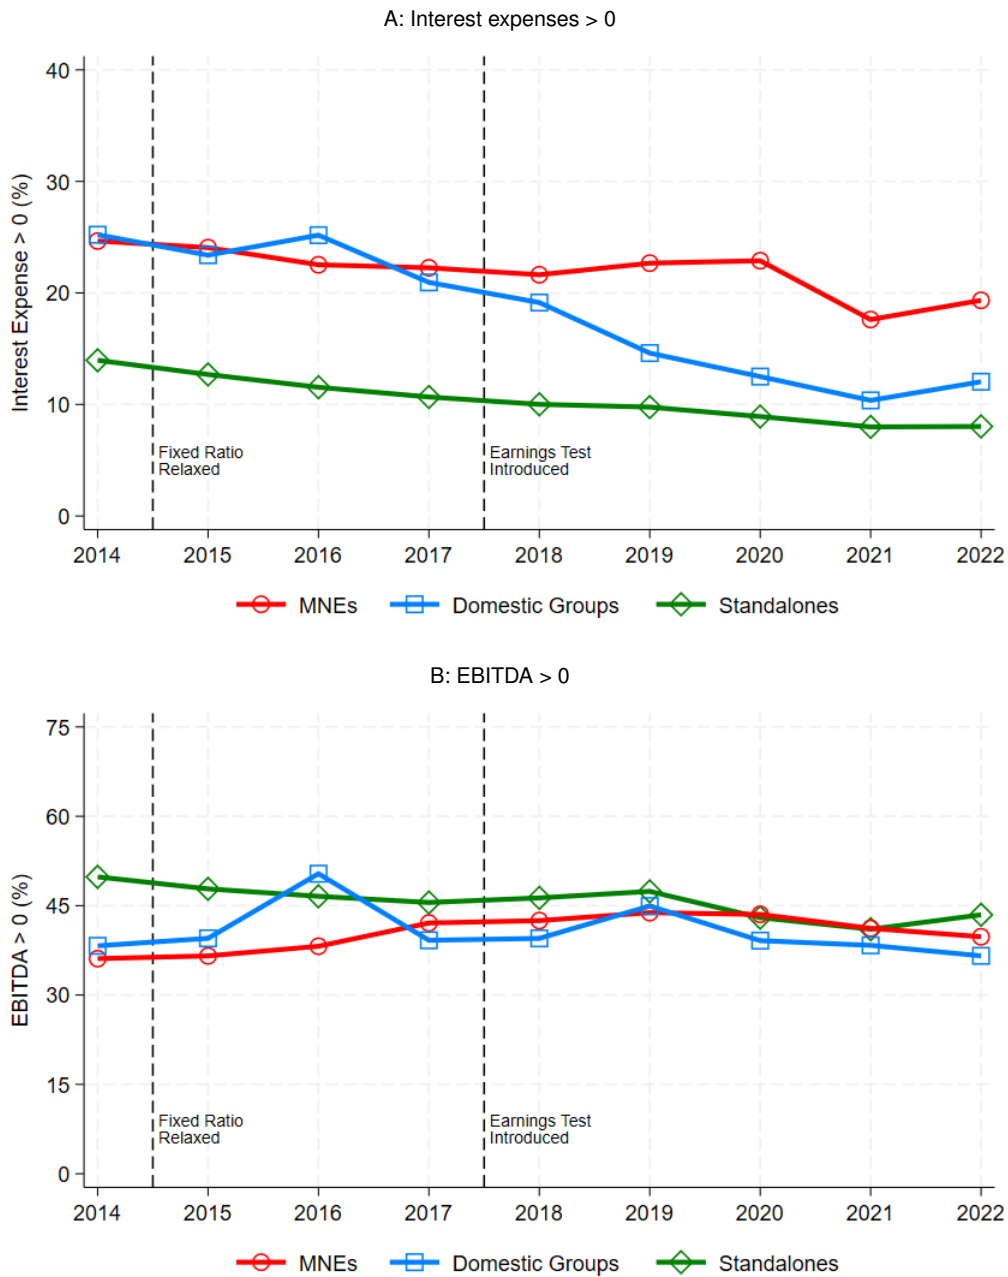 A: Interest expenses > 0
Interest Expense > 0 (%)
40
30
20
10
0
Fixed Ratio
Relaxed
Earnings Test
Introduced
2014 2015 2016 2017 2018 2019 2020 2021 2022
MNEs Domestic Groups Standalones
B: EBITDA > 0
EBITDA > 0 (%)
75
60
45
30
15
0
Fixed Ratio
Relaxed
Earnings Test
Introduced
2014 2015 2016 2017 2018 2019 2020 2021 2022
MNEs Domestic Groups Standalones